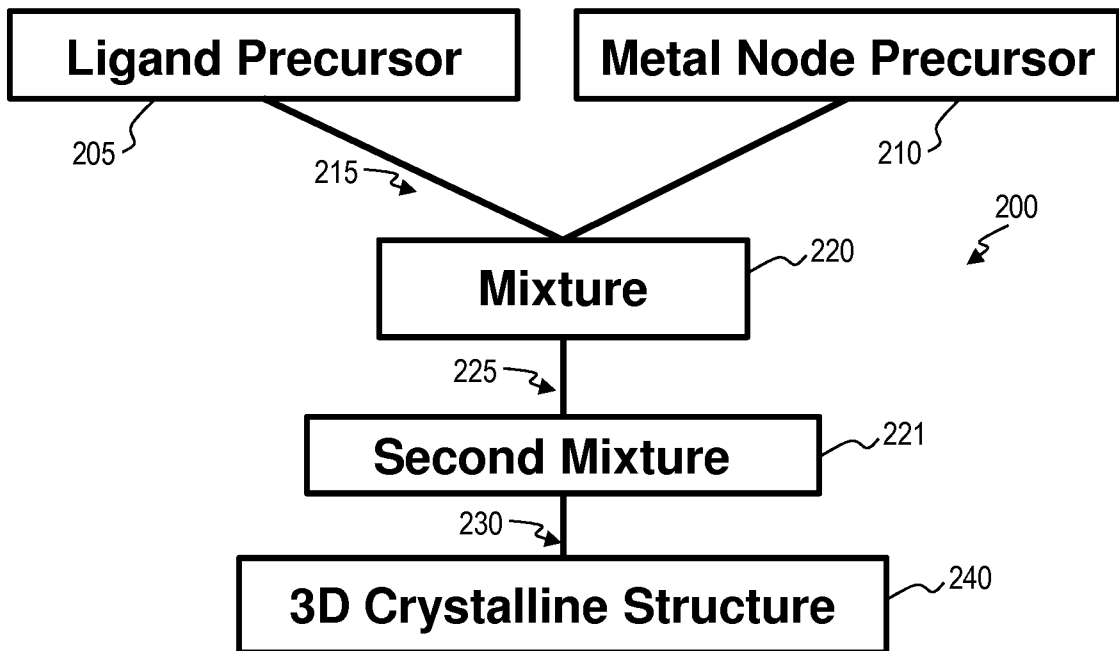 Ligand Precursor
Metal Node Precursor
205
215
210
200
220
Mixture
225
221
Second Mixture
230
240
3D Crystalline Structure